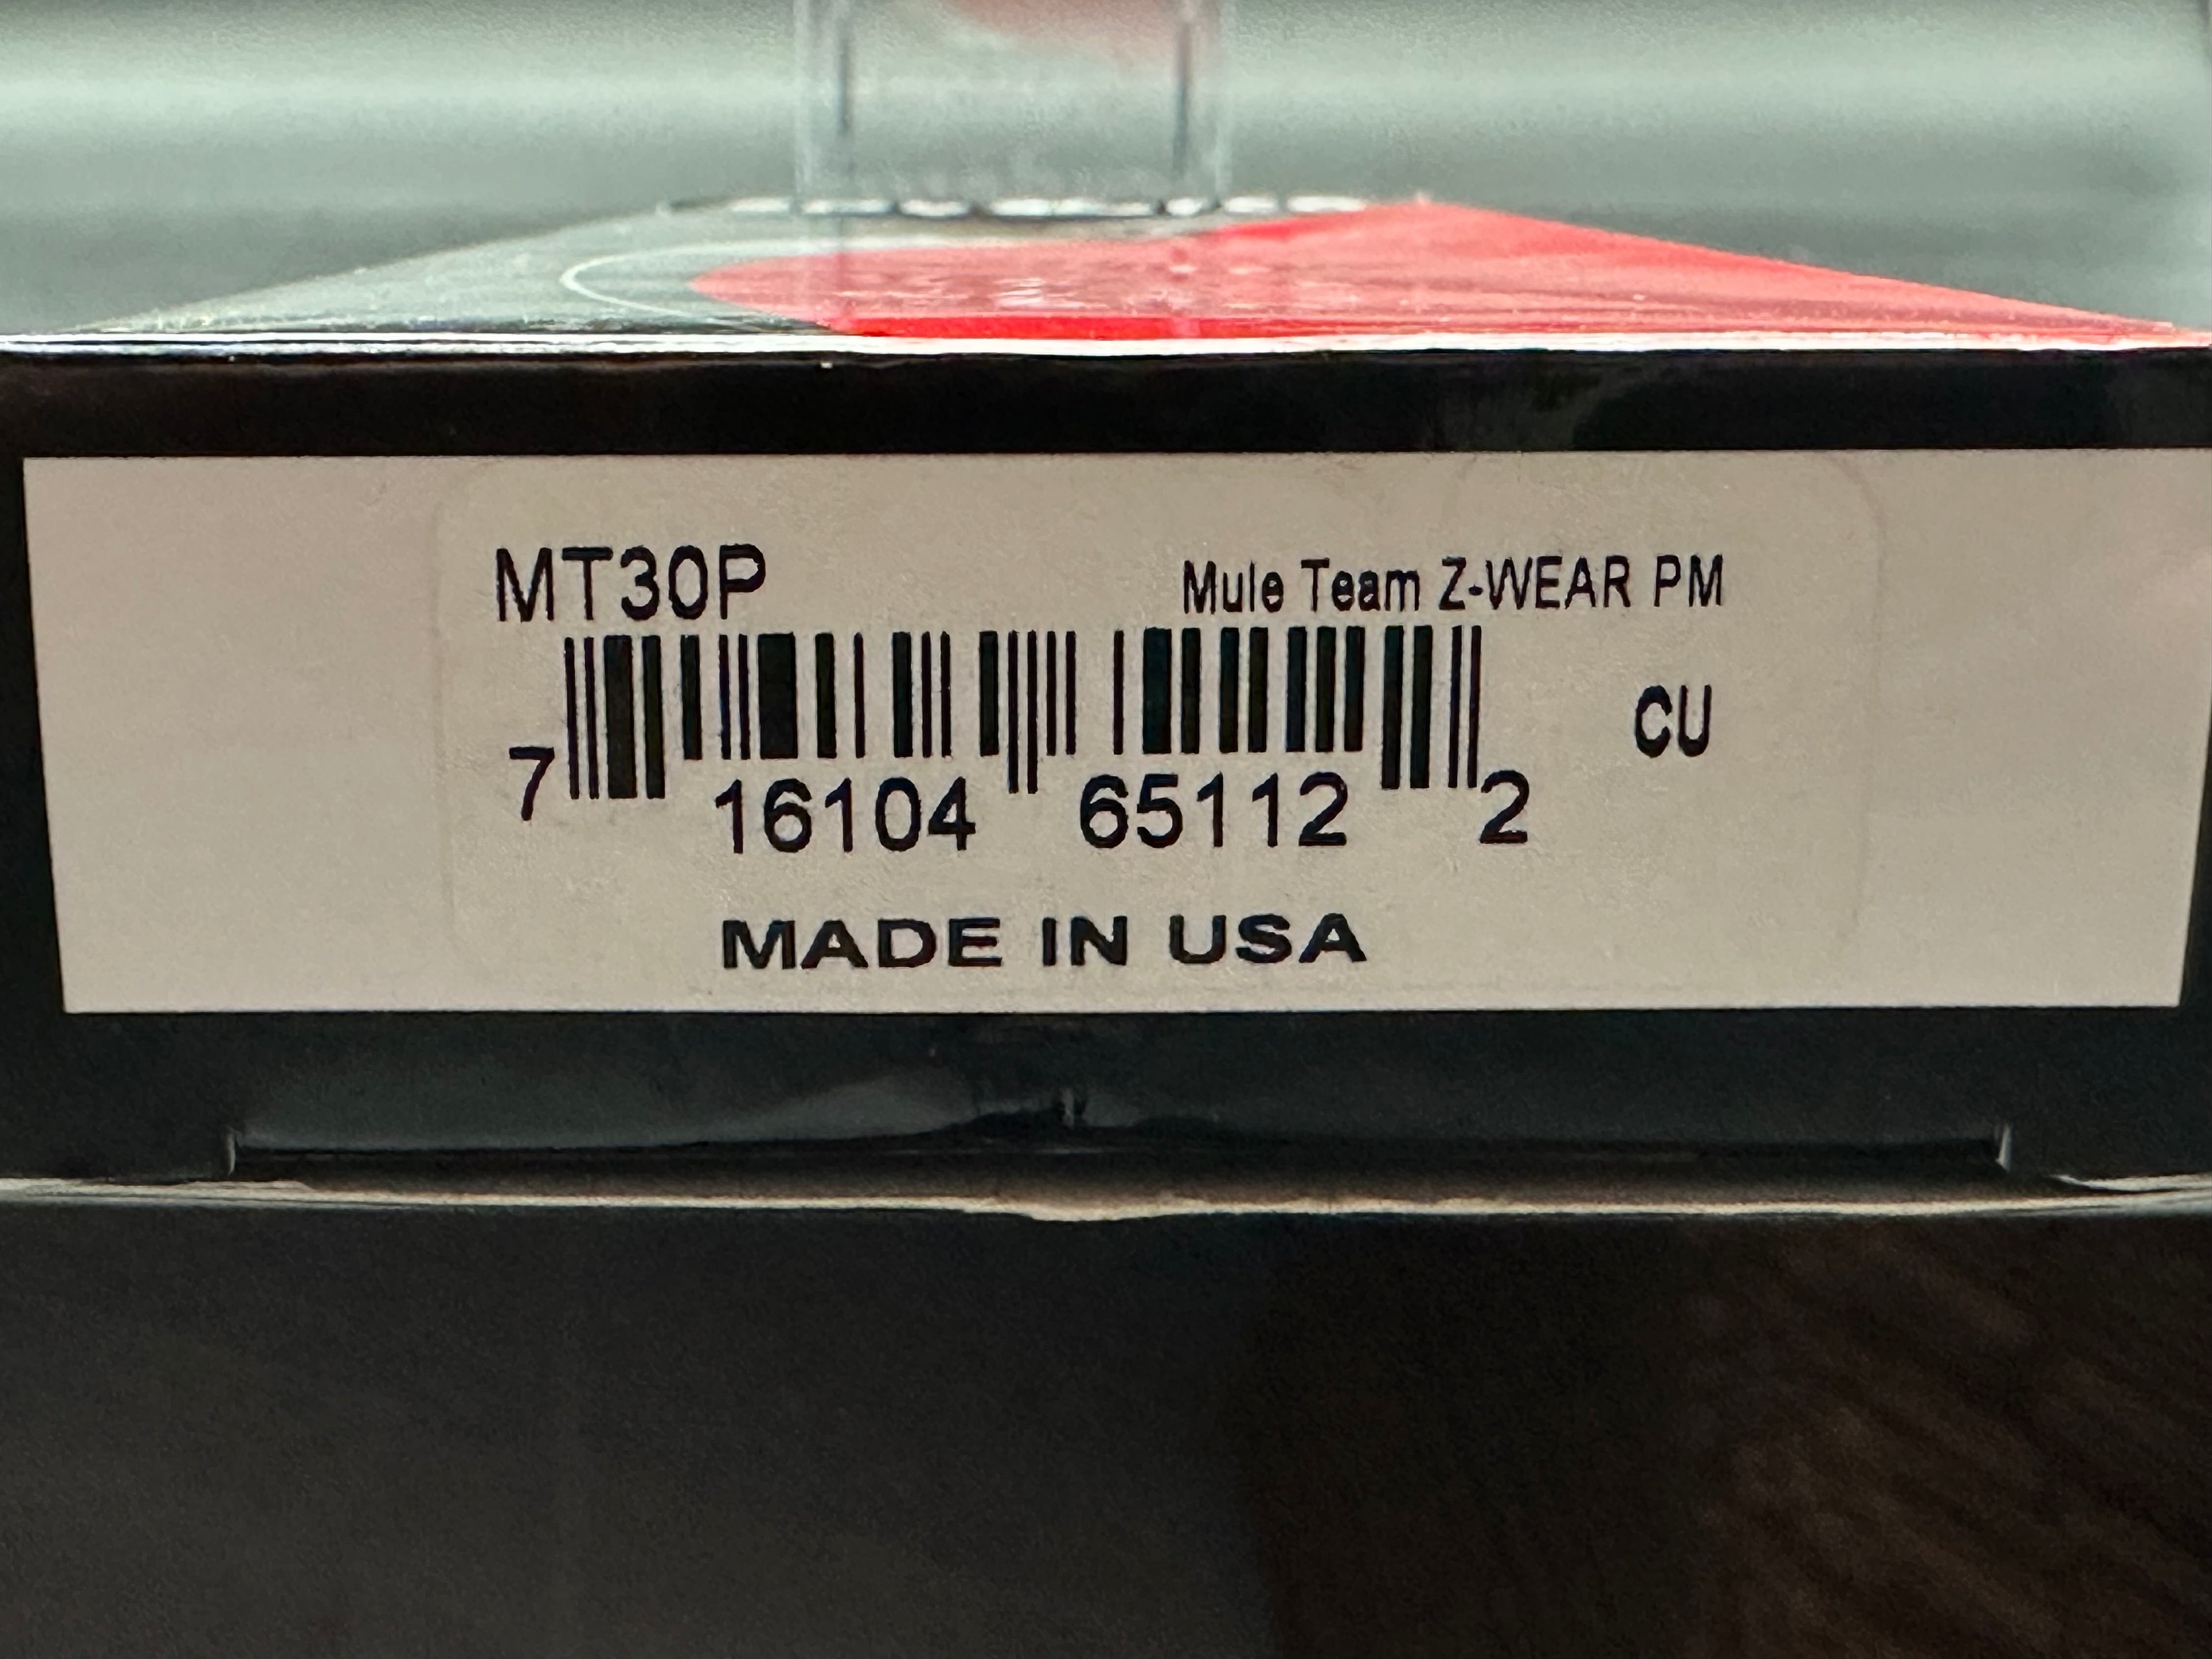 MT30P Mule Team Z-WEAR PM
CU
7 16104 65112 2
MADE IN USA